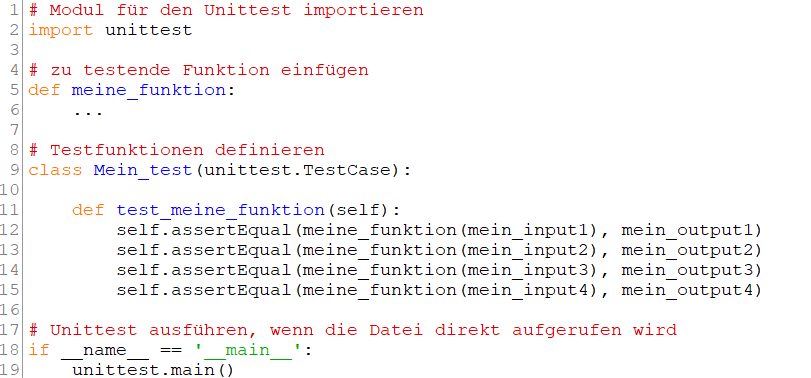 1 # Modul für den Unittest importieren
2 import unittest
3
4 # zu testende Funktion einfügen
5 def meine_funktion:
6     ...
7
8 # Testfunktionen definieren
9 class Mein_test(unittest.TestCase):
10
11     def test_meine_funktion(self):
12         self.assertEqual(meine_funktion(mein_input1), mein_output1)
13         self.assertEqual(meine_funktion(mein_input2), mein_output2)
14         self.assertEqual(meine_funktion(mein_input3), mein_output3)
15         self.assertEqual(meine_funktion(mein_input4), mein_output4)
16
17 # Unittest ausführen, wenn die Datei direkt aufgerufen wird
18 if __name__ == '__main__':
19     unittest.main()